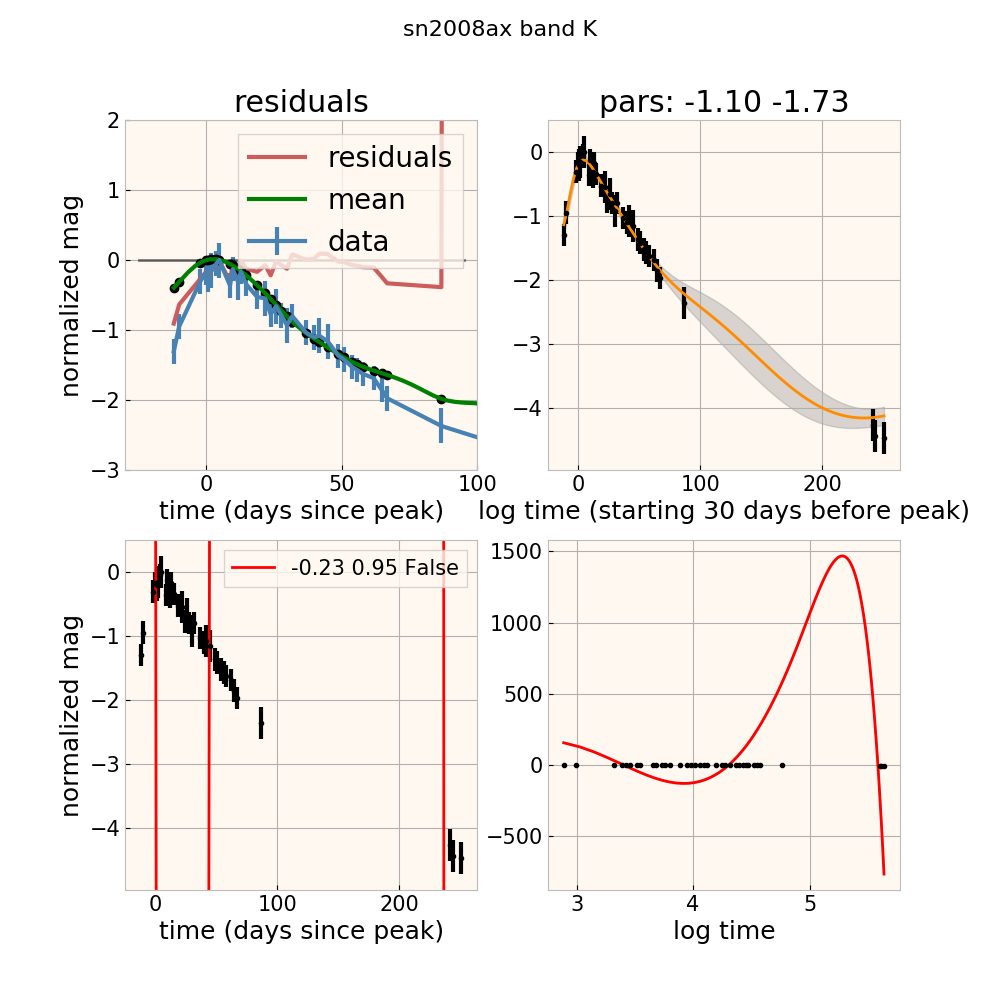 sn2008ax band K
residuals
pars: -1.10 -1.73
normalized mag
2
1
0
−1
−2
−3
residuals
mean
data
0
50
100
time (days since peak)
0
−1
−2
−3
−4
0
100
200
log time (starting 30 days before peak)
normalized mag
0
−1
−2
−3
−4
-0.23 0.95 False
0
100
200
time (days since peak)
1500
1000
500
0
−500
3
4
5
log time